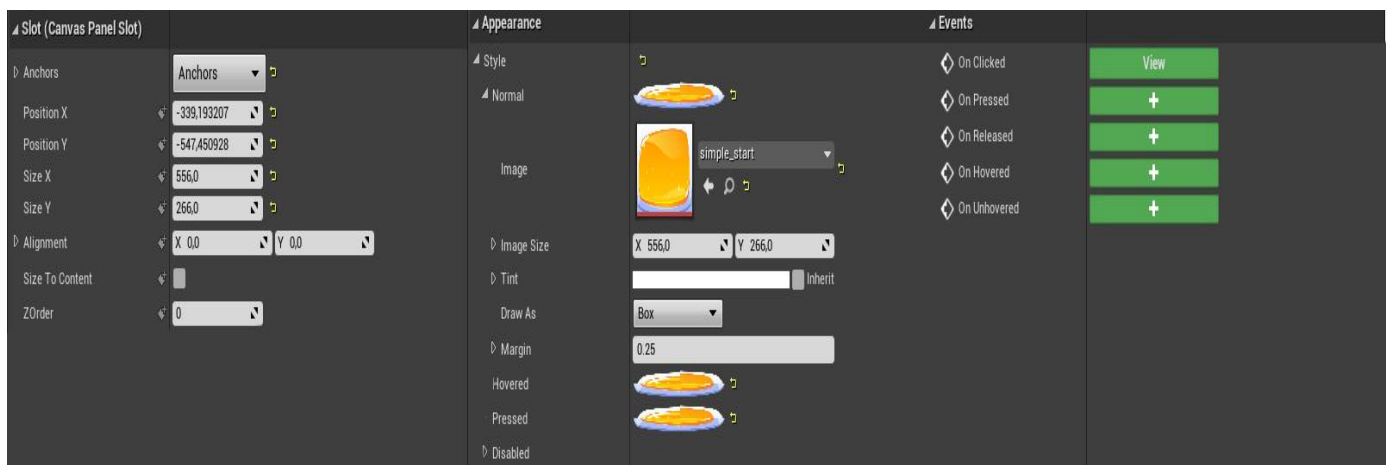 Slot (Canvas Panel Slot)
Anchors Anchors
Position X -339,193207
Position Y -547,450928
Size X 556,0
Size Y 266,0
Alignment X 0,0 Y 0,0
Size To Content
ZOrder 0
Appearance
Style
Normal
Image simple_start
Image Size X 556,0 Y 266,0
Tint Inherit
Draw As Box
Margin 0.25
Hovered
Pressed
Disabled
Events
On Clicked View
On Pressed +
On Released +
On Hovered +
On Unhovered +